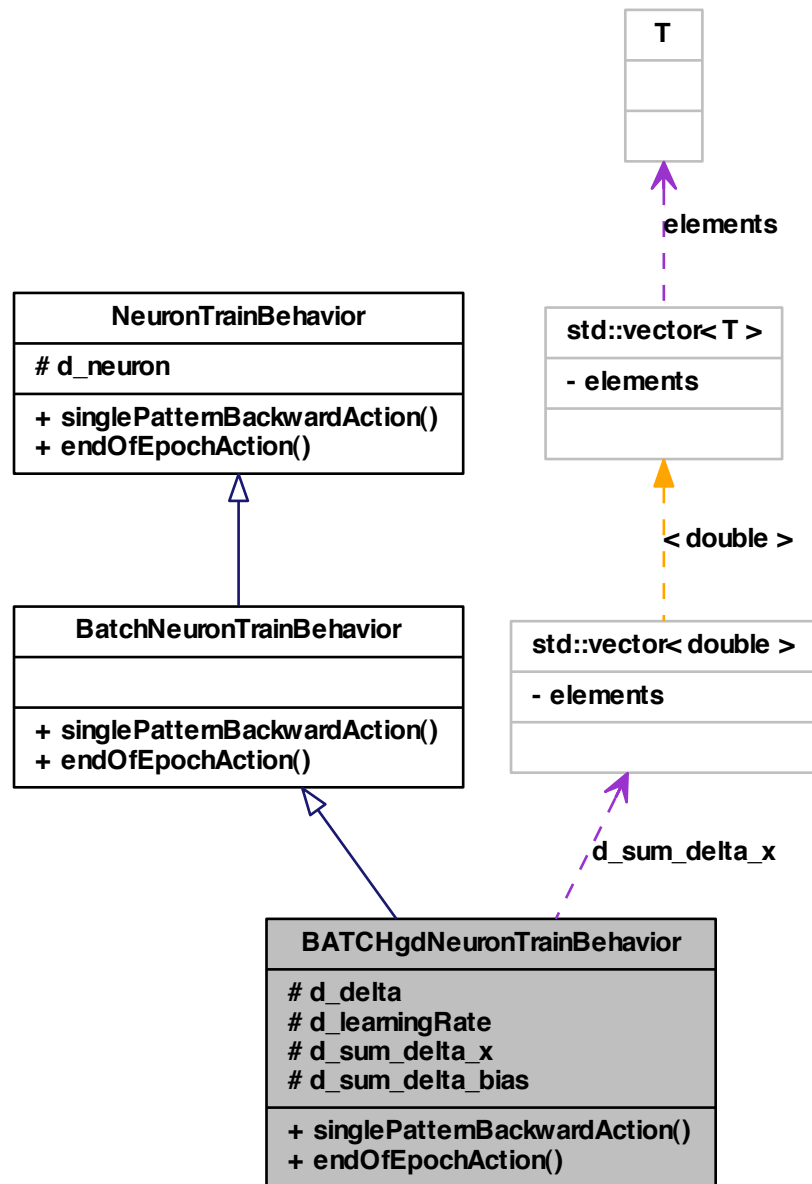 T
elements
NeuronTrainBehavior
# d_neuron
+ singlePatternBackwardAction()
+ endOfEpochAction()
std::vector< T >
- elements
< double >
BatchNeuronTrainBehavior
+ singlePatternBackwardAction()
+ endOfEpochAction()
std::vector< double >
- elements
d_sum_delta_x
BATCHgdNeuronTrainBehavior
# d_delta
# d_learningRate
# d_sum_delta_x
# d_sum_delta_bias
+ singlePatternBackwardAction()
+ endOfEpochAction()